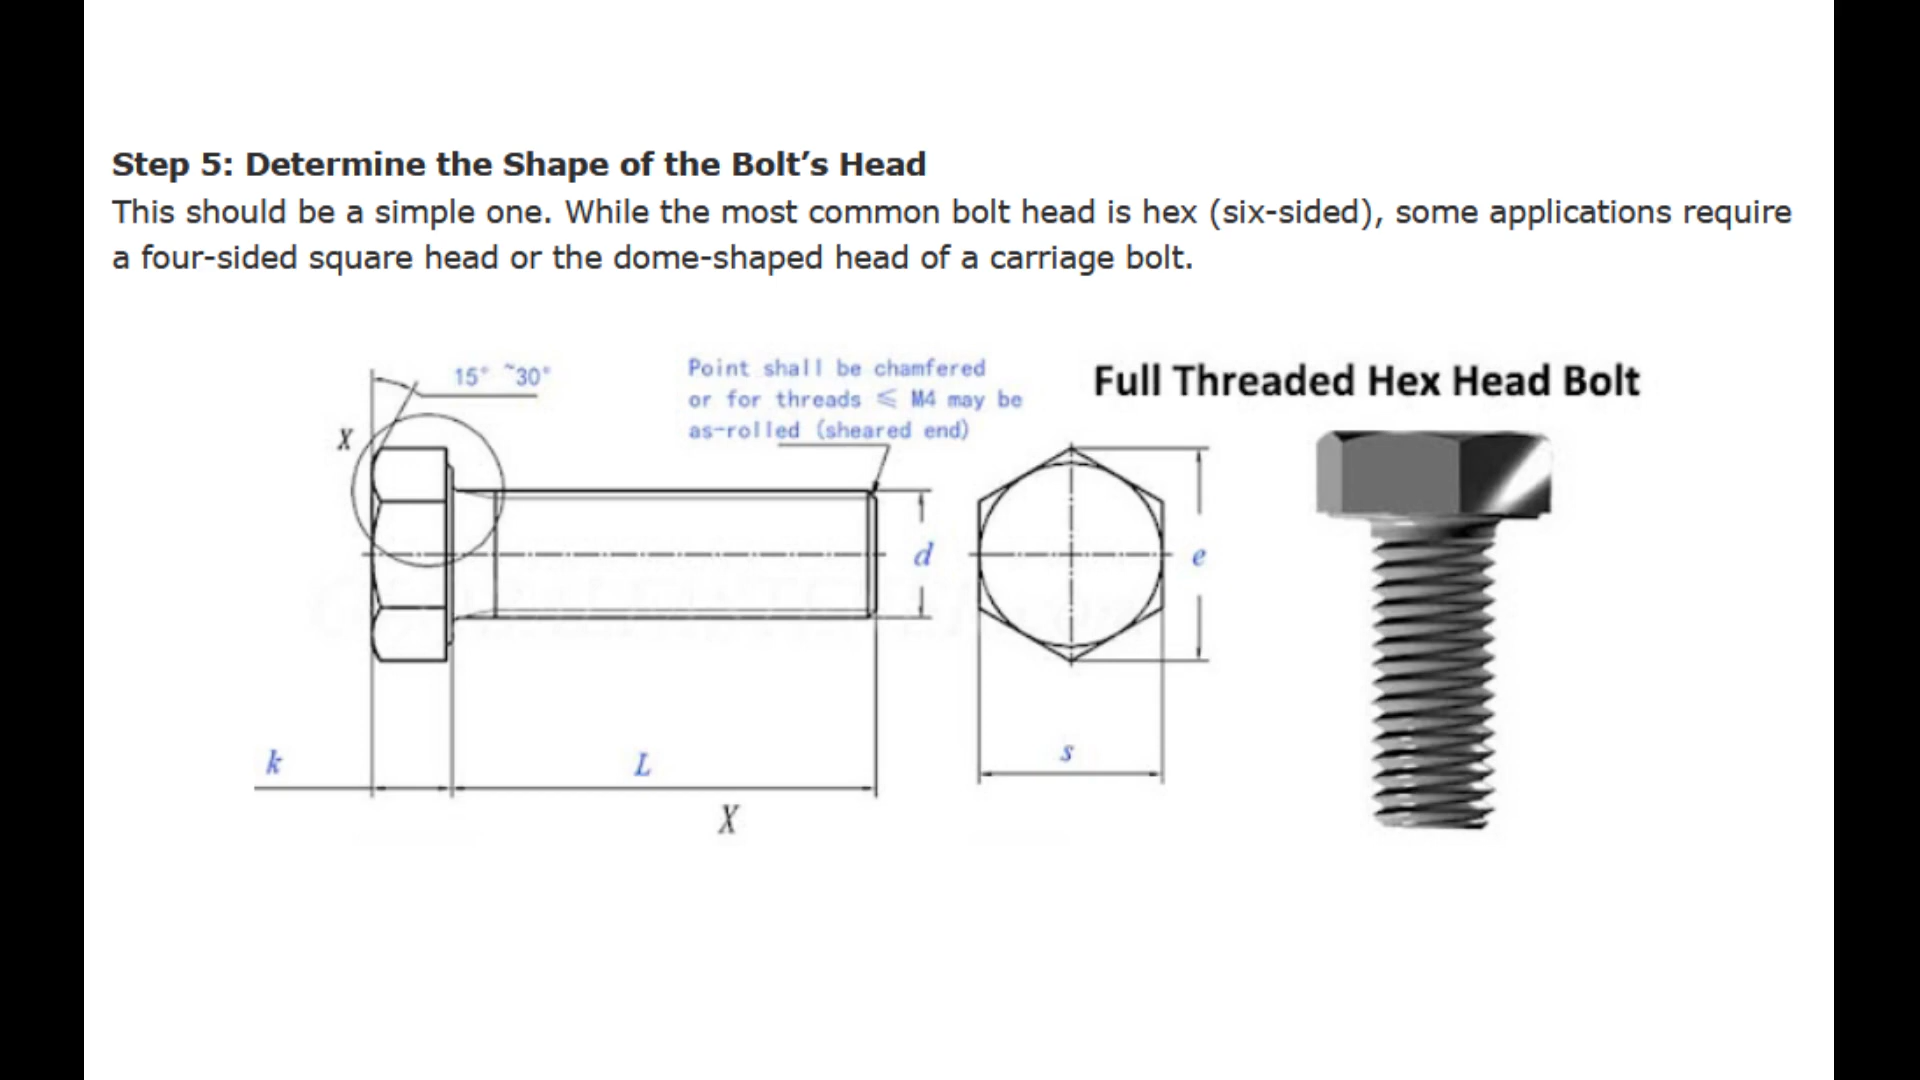 Step 5: Determine the Shape of the Bolt’s Head
This should be a simple one. While the most common bolt head is hex (six-sided), some applications require
a four-sided square head or the dome-shaped head of a carriage bolt.
15° ~30°
Point shall be chamfered
or for threads ≤ M4 may be
as-rolled (sheared end)
Full Threaded Hex Head Bolt
X
d
e
k
L
s
X